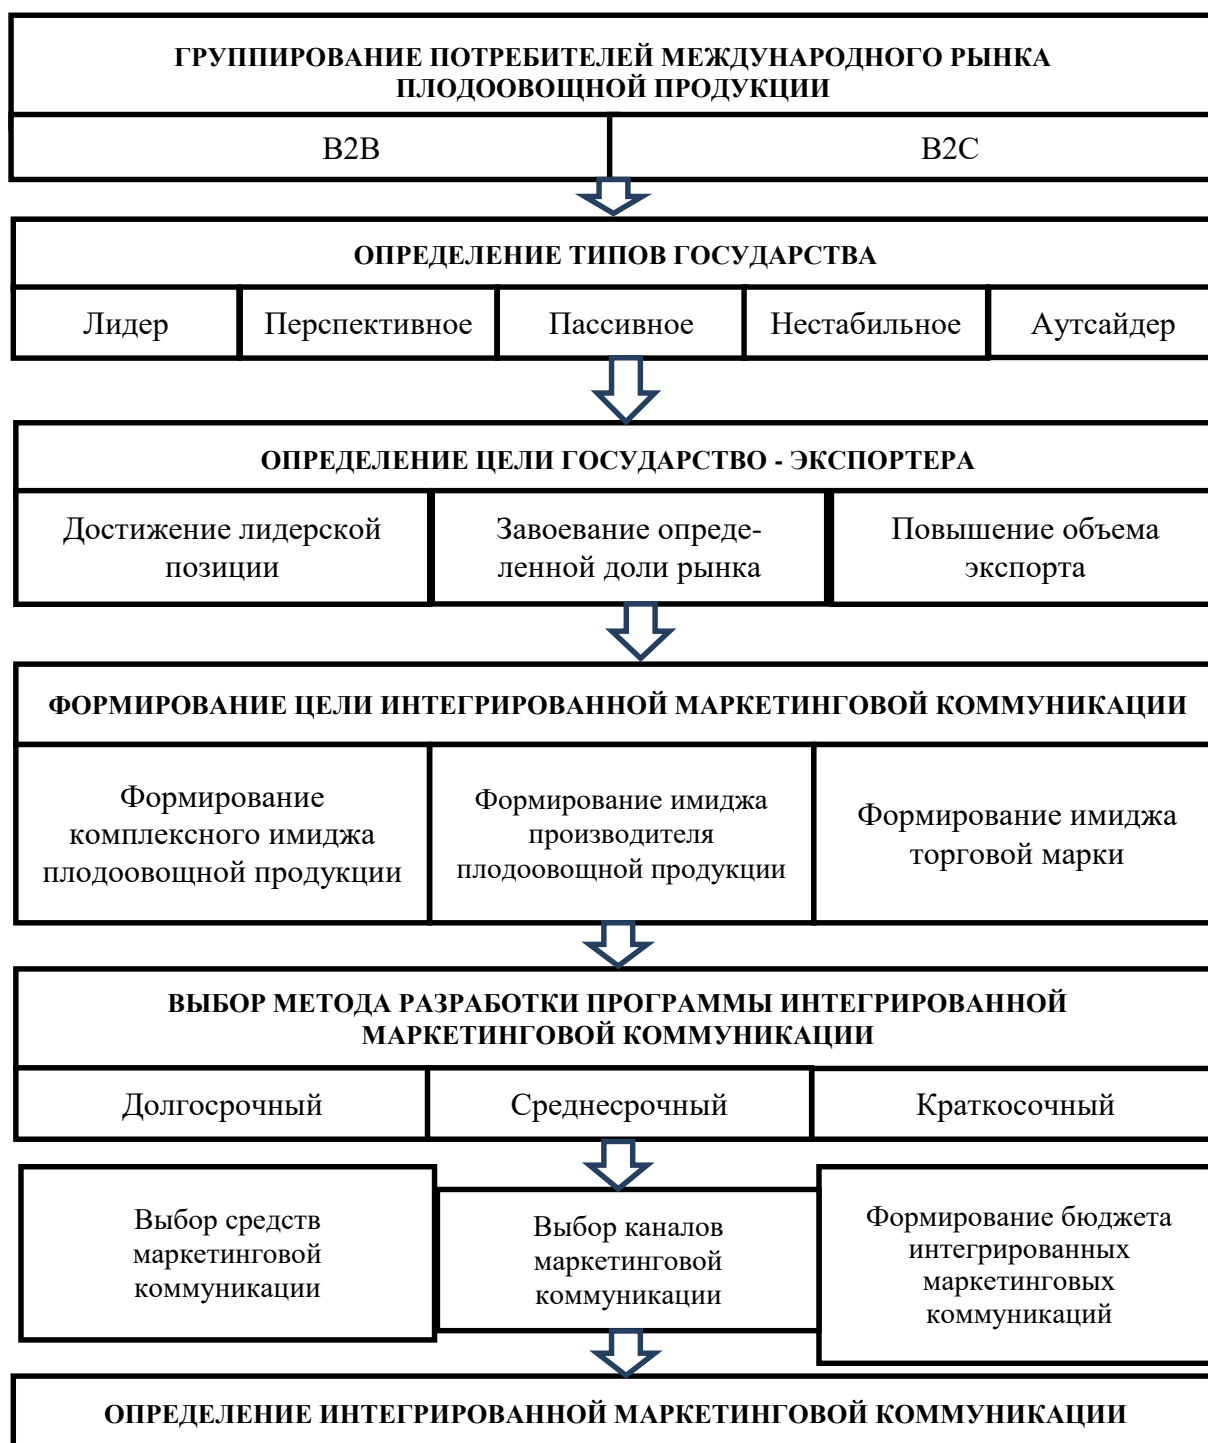 ГРУППИРОВАНИЕ ПОТРЕБИТЕЛЕЙ МЕЖДУНАРОДНОГО РЫНКА
ПЛОДООВОЩНОЙ ПРОДУКЦИИ
B2B
B2C
ОПРЕДЕЛЕНИЕ ТИПОВ ГОСУДАРСТВА
Лидер
Перспективное
Пассивное
Нестабильное
Аутсайдер
ОПРЕДЕЛЕНИЕ ЦЕЛИ ГОСУДАРСТВО - ЭКСПОРТЕРА
Достижение лидерской
позиции
Завоевание опреде-
ленной доли рынка
Повышение объема
экспорта
ФОРМИРОВАНИЕ ЦЕЛИ ИНТЕГРИРОВАННОЙ МАРКЕТИНГОВОЙ КОММУНИКАЦИИ
Формирование
комплексного имиджа
плодоовощной продукции
Формирование имиджа
производителя
плодоовощной продукции
Формирование имиджа
торговой марки
ВЫБОР МЕТОДА РАЗРАБОТКИ ПРОГРАММЫ ИНТЕГРИРОВАННОЙ
МАРКЕТИНГОВОЙ КОММУНИКАЦИИ
Долгосрочный
Среднесрочный
Краткосочный
Выбор средств
маркетинговой
коммуникации
Выбор каналов
маркетинговой
коммуникации
Формирование бюджета
интегрированных
маркетинговых
коммуникаций
ОПРЕДЕЛЕНИЕ ИНТЕГРИРОВАННОЙ МАРКЕТИНГОВОЙ КОММУНИКАЦИИ